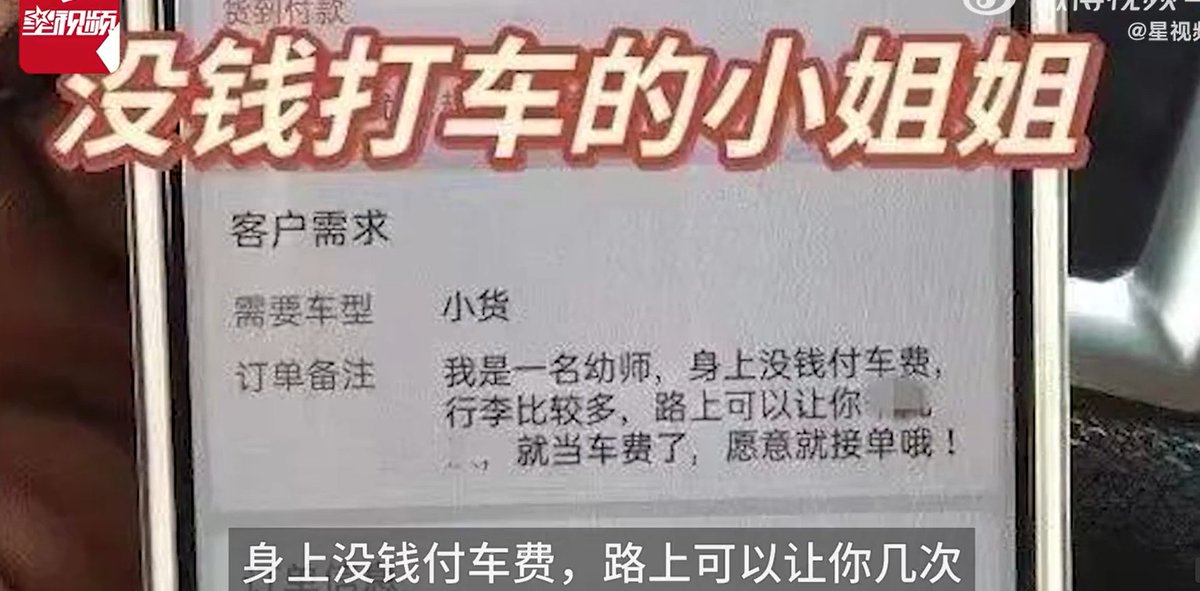 货到付款
星视频
@星视频
没钱打车的小姐姐
客户需求
需要车型 小货
订单备注 我是一名幼师，身上没钱付车费，
行李比较多，路上可以让你
，就当车费了，愿意就接单哦！
身上没钱付车费，路上可以让你几次